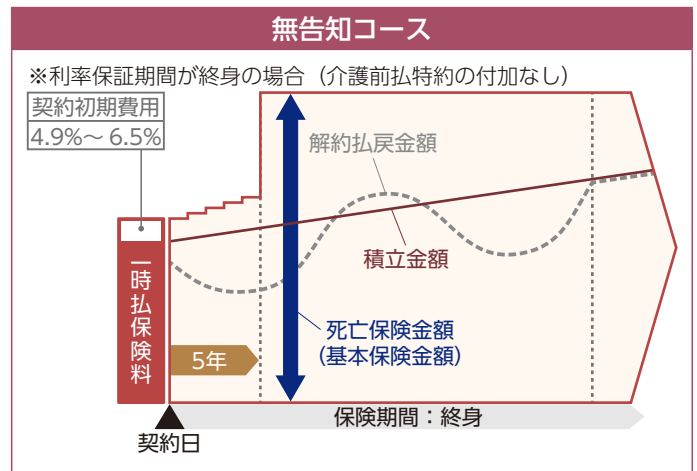 無告知コース
※利率保証期間が終身の場合（介護前払特約の付加なし）
契約初期費用
4.9%〜6.5%
解約払戻金額
積立金額
一時払保険料
死亡保険金額
(基本保険金額)
5年
保険期間：終身
契約日